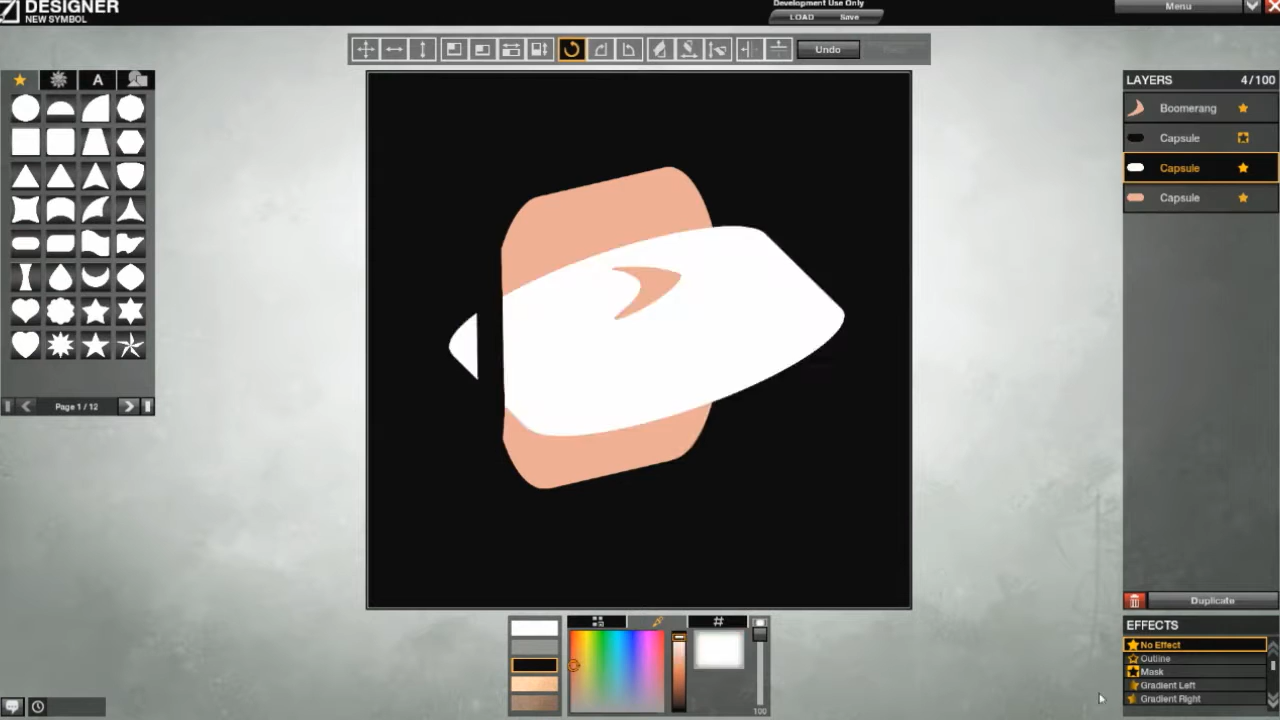 DESIGNER
NEW SYMBOL
Development Use Only
LOAD Save
Menu
Undo
A
LAYERS 4/100
Boomerang
Capsule
Capsule
Capsule
Page 1 / 12
Duplicate
EFFECTS
No Effect
Outline
Mask
Gradient Left
Gradient Right
#
100